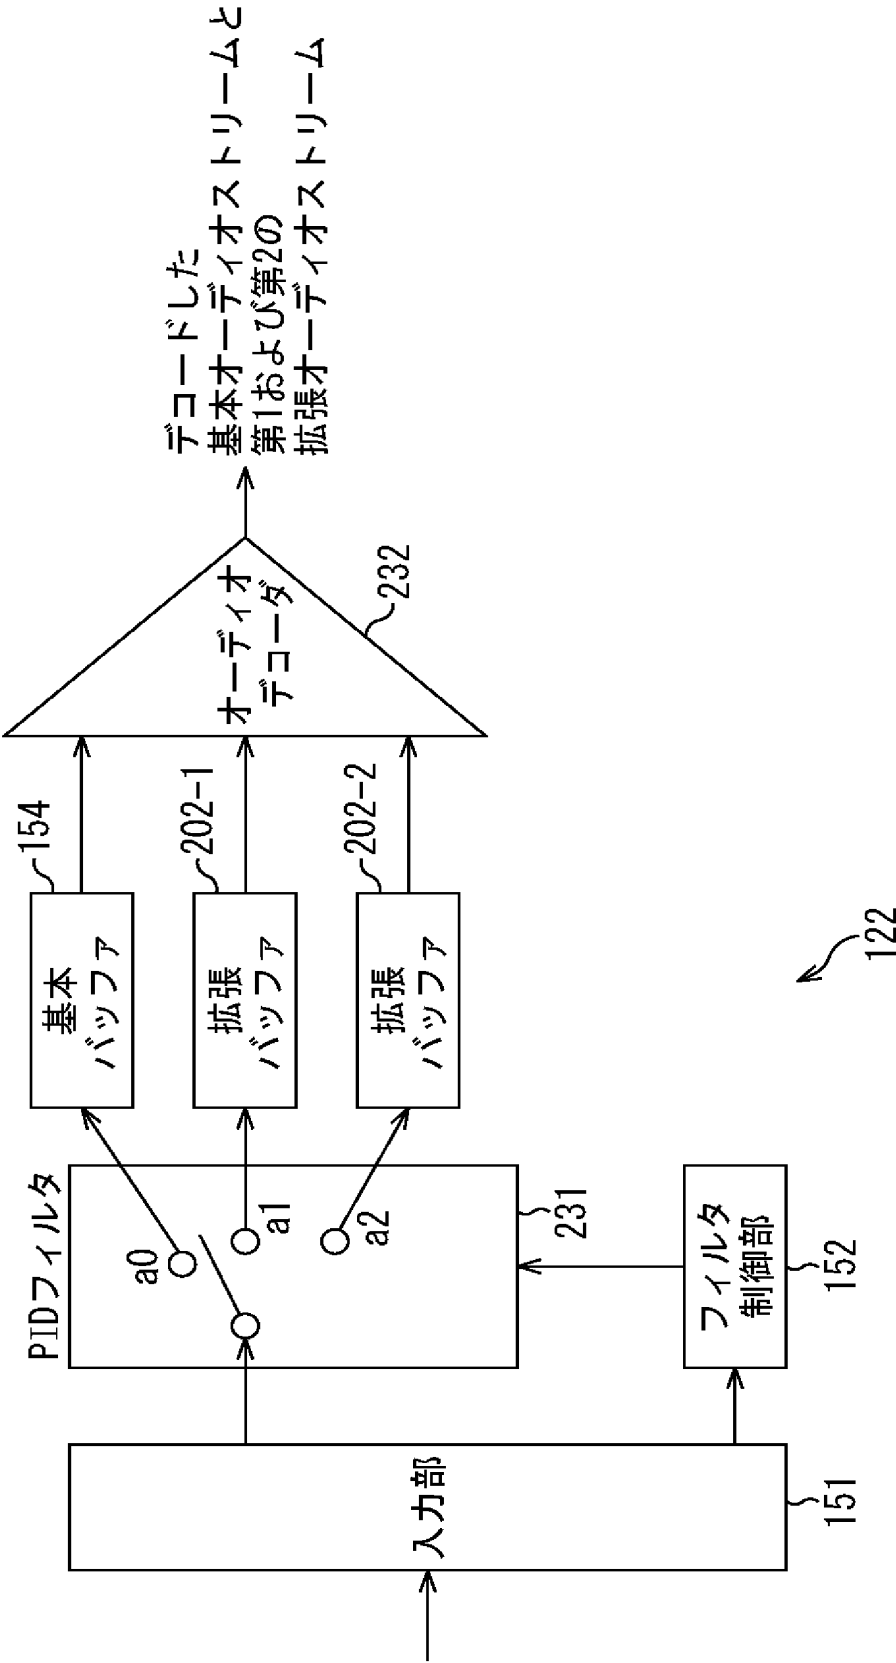 入力部
151
PIDフィルタ
a0
a1
a2
231
フィルタ
制御部
152
基本
バッファ
154
拡張
バッファ
202-1
拡張
バッファ
202-2
オーディオ
デコーダ
232
デコードした
基本オーディオストリームと
第1および第2の
拡張オーディオストリーム
122